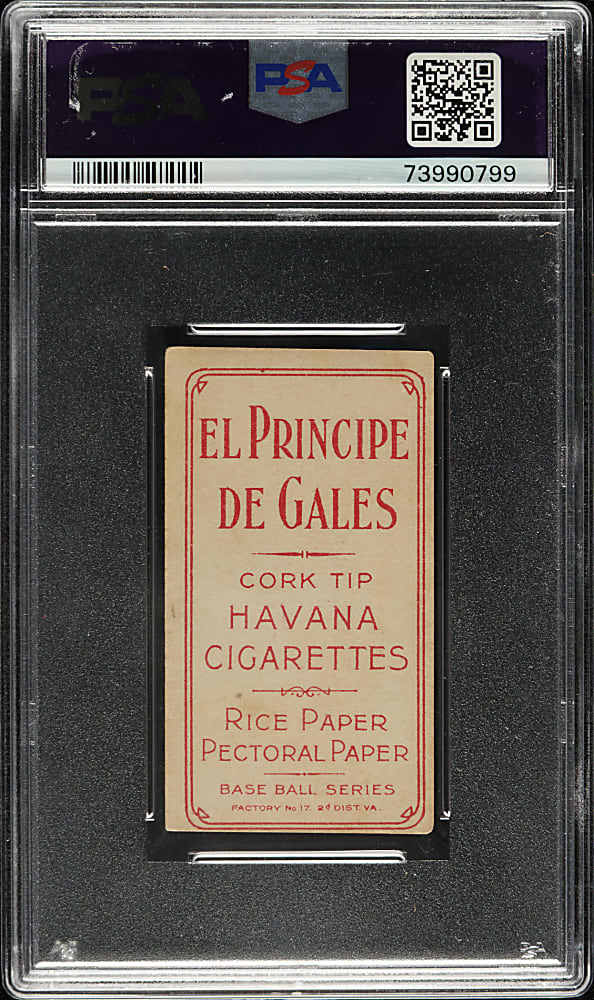 PSA
PSA
73990799
EL PRINCIPE
DE GALES
CORK TIP
HAVANA
CIGARETTES
RICE PAPER
PECTORAL PAPER
BASE BALL SERIES
FACTORY No 17. 2d DIST. VA.